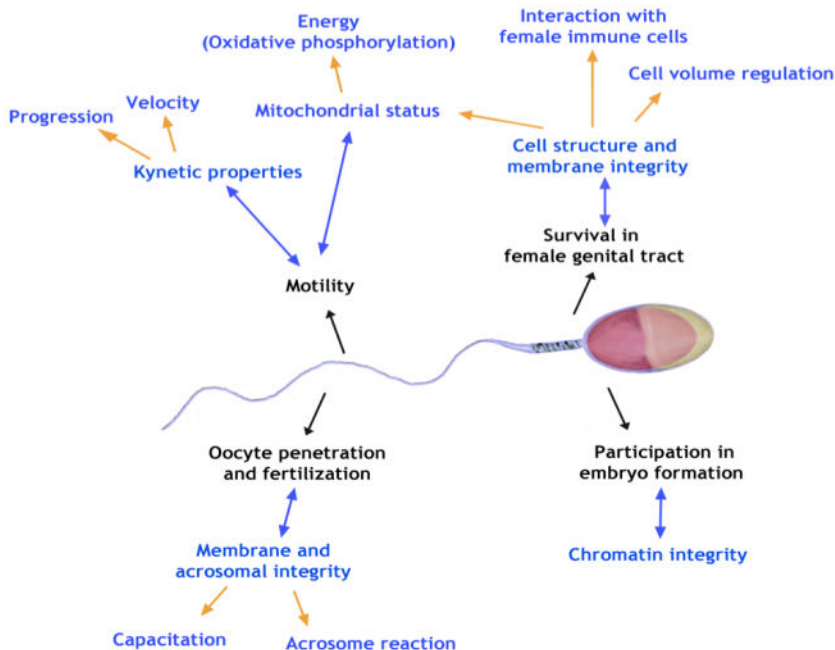 Energy
(Oxidative phosphorylation)
Interaction with
female immune cells
Cell volume regulation
Progression
Velocity
Mitochondrial status
Kynetic properties
Cell structure and
membrane integrity
Survival in
female genital tract
Motility
Oocyte penetration
and fertilization
Participation in
embryo formation
Membrane and
acrosomal integrity
Chromatin integrity
Capacitation
Acrosome reaction